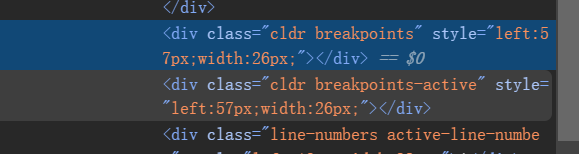 </div>
<div class="cldr breakpoints" style="left:5
7px;width:26px;"></div> == $0
<div class="cldr breakpoints-active" style=
"left:57px;width:26px;"></div>
<div class="line-numbers active-line-numbe